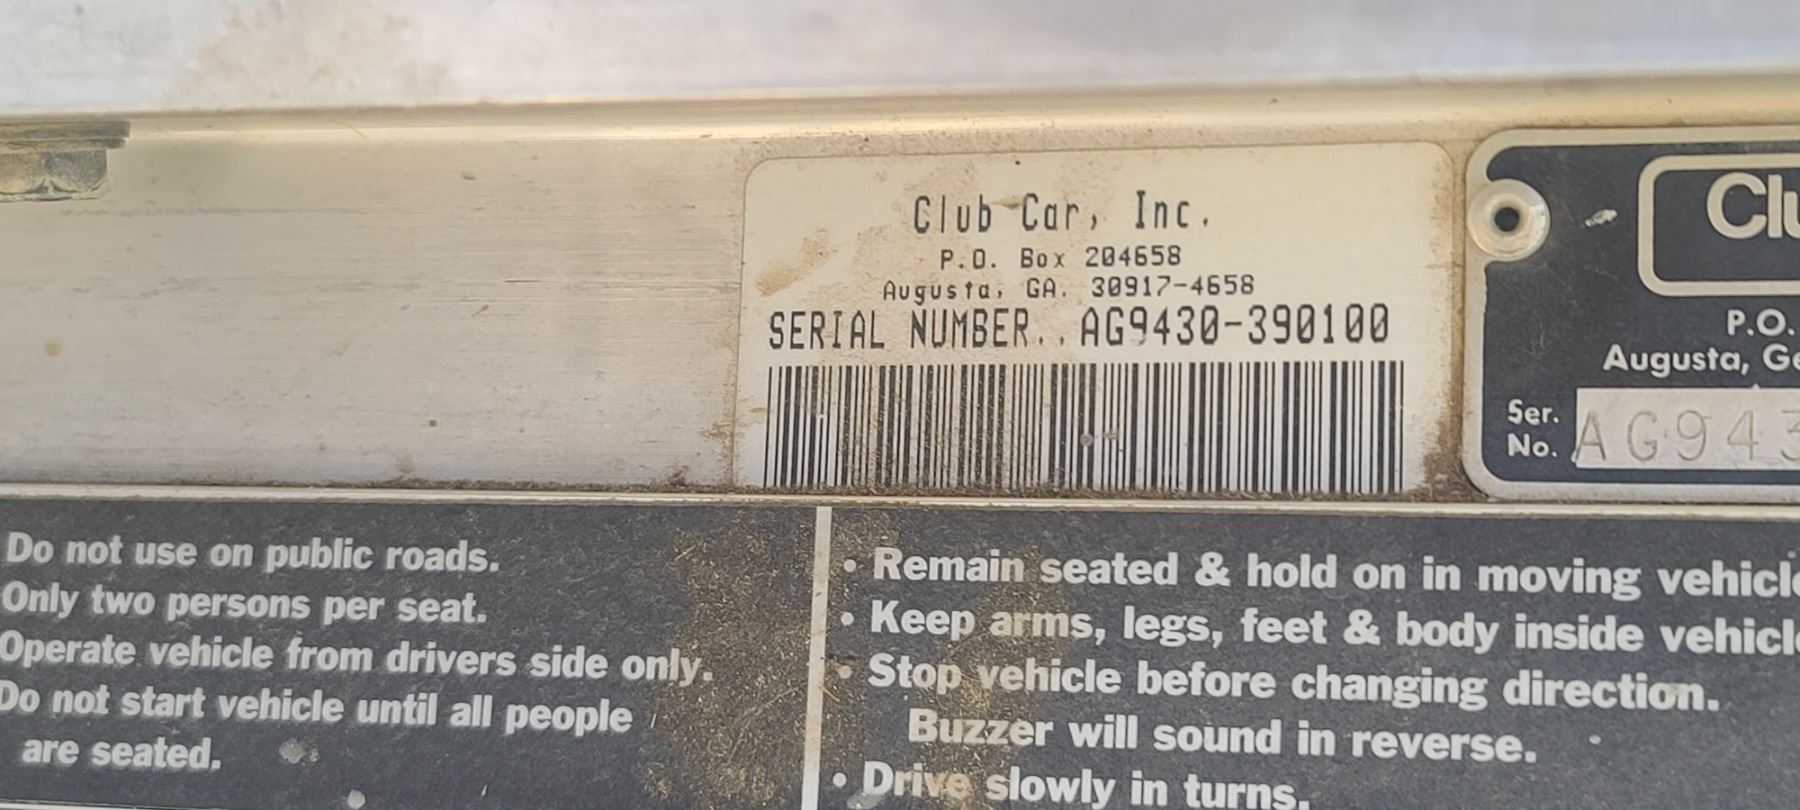 Club Car, Inc.
P.O. Box 204658
Augusta, GA. 30917-4658
SERIAL NUMBER..AG9430-390100
Clu
P.O.
Augusta, Ge
Ser.
No. AG943
Do not use on public roads.
Only two persons per seat.
Operate vehicle from drivers side only.
Do not start vehicle until all people
are seated.
• Remain seated & hold on in moving vehicle
• Keep arms, legs, feet & body inside vehicle
• Stop vehicle before changing direction.
Buzzer will sound in reverse.
• Drive slowly in turns.